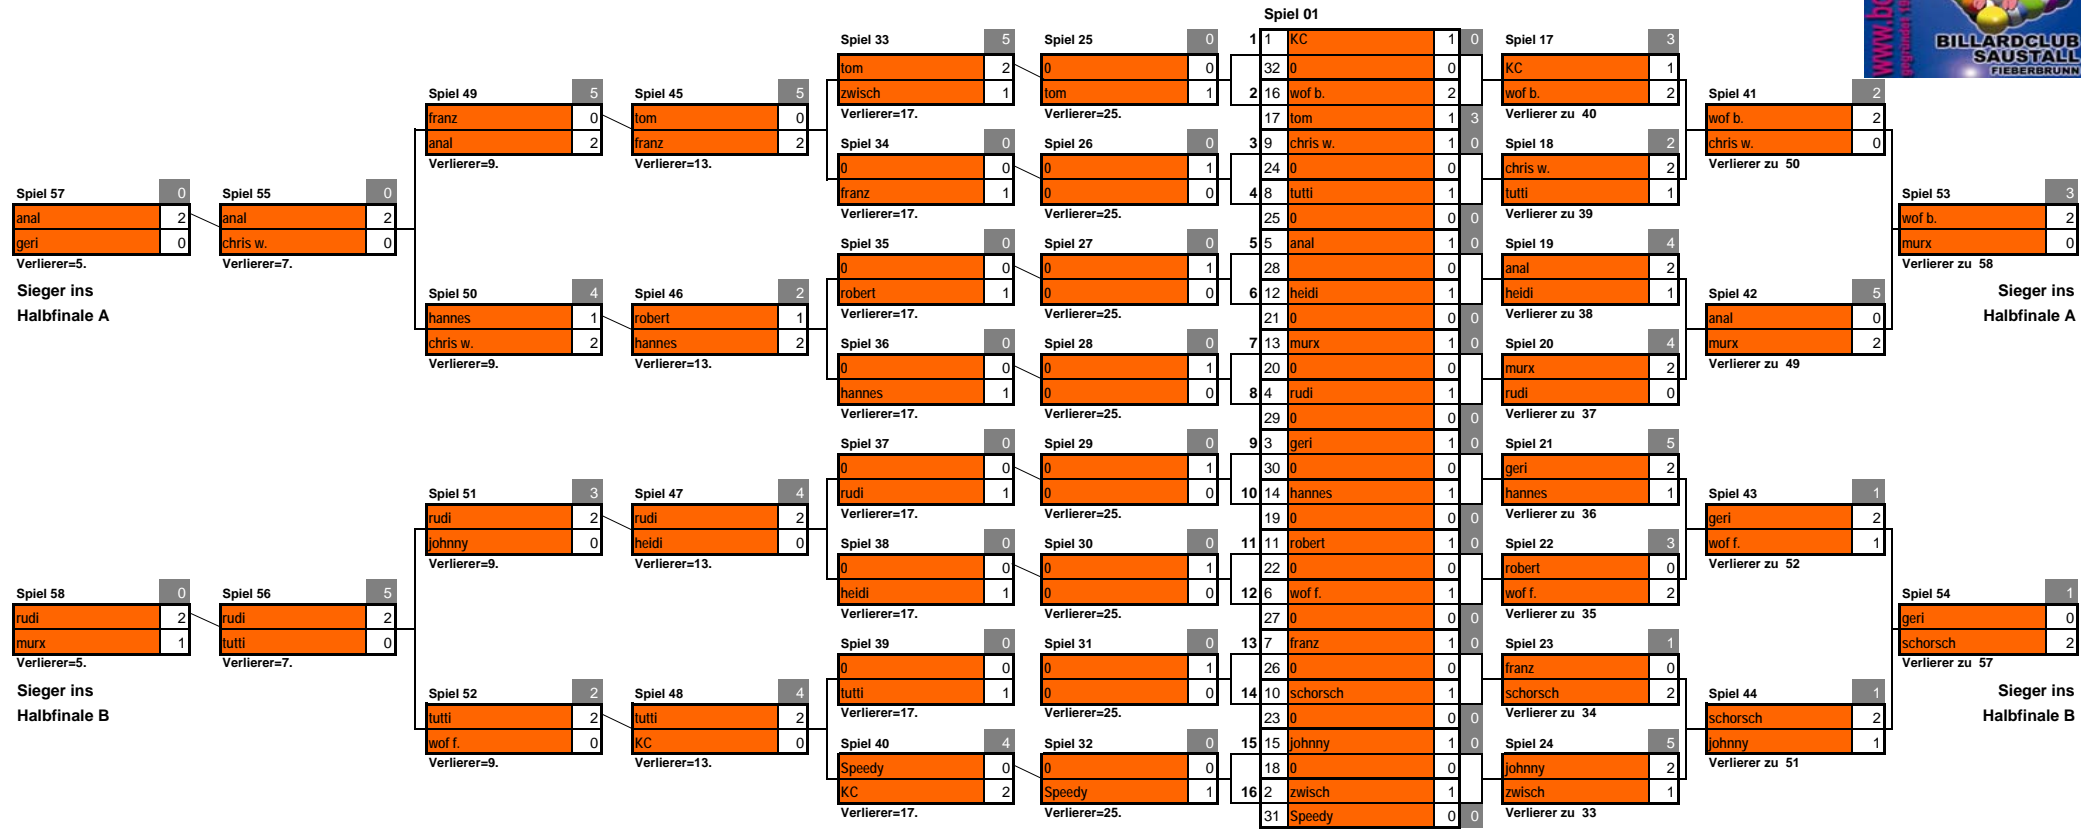 Spiel 57 0
anal 2
geri 0
Verlierer=5.
Sieger ins
Halbfinale A
Spiel 58 0
rudi 2
murx 1
Verlierer=5.
Sieger ins
Halbfinale B
Spiel 55 0
anal 2
chris w. 0
Verlierer=7.
Spiel 56 5
rudi 2
tutti 0
Verlierer=7.
Spiel 49 5
franz 0
anal 2
Verlierer=9.
Spiel 50 4
hannes 1
chris w. 2
Verlierer=9.
Spiel 51 3
rudi 2
johnny 0
Verlierer=9.
Spiel 52 2
tutti 2
wof f. 0
Verlierer=9.
Spiel 45 5
tom 0
franz 2
Verlierer=13.
Spiel 46 2
robert 1
hannes 2
Verlierer=13.
Spiel 47 4
rudi 2
heidi 0
Verlierer=13.
Spiel 48 4
tutti 2
KC 0
Verlierer=13.
Spiel 33 5
tom 2
zwisch 1
Verlierer=17.
Spiel 34 0
0 0
franz 1
Verlierer=17.
Spiel 35 0
0 0
robert 1
Verlierer=17.
Spiel 36 0
0 0
hannes 1
Verlierer=17.
Spiel 37 0
0 0
rudi 1
Verlierer=17.
Spiel 38 0
0 0
heidi 1
Verlierer=17.
Spiel 39 0
0 0
tutti 1
Verlierer=17.
Spiel 40 4
Speedy 0
KC 2
Verlierer=17.
Spiel 25 0
0 0
tom 1
Verlierer=25.
Spiel 26 0
0 1
0 0
Verlierer=25.
Spiel 27 0
0 1
0 0
Verlierer=25.
Spiel 28 0
0 1
0 0
Verlierer=25.
Spiel 29 0
0 1
0 0
Verlierer=25.
Spiel 30 0
0 1
0 0
Verlierer=25.
Spiel 31 0
0 1
0 0
Verlierer=25.
Spiel 32 0
0 0
Speedy 1
Verlierer=25.
Spiel 01
1 1 KC 1 0
32 0 0
2 16 wof b. 2
17 tom 1 3
3 9 chris w. 1 0
24 0 0
4 8 tutti 1
25 0 0 0
5 5 anal 1 0
28 0
6 12 heidi 1
21 0 0 0
7 13 murx 1 0
20 0 0
8 4 rudi 1
29 0 0 0
9 3 geri 1 0
30 0 0
10 14 hannes 1
19 0 0 0
11 11 robert 1 0
22 0 0
12 6 wof f. 1
27 0 0 0
13 7 franz 1 0
26 0 0
14 10 schorsch 1
23 0 0 0
15 15 johnny 1 0
18 0 0
16 2 zwisch 1
31 Speedy 0 0
Spiel 17 3
KC 1
wof b. 2
Verlierer zu 40
Spiel 18 2
chris w. 2
tutti 1
Verlierer zu 39
Spiel 19 4
anal 2
heidi 1
Verlierer zu 38
Spiel 20 4
murx 2
rudi 0
Verlierer zu 37
Spiel 21 5
geri 2
hannes 1
Verlierer zu 36
Spiel 22 3
robert 0
wof f. 2
Verlierer zu 35
Spiel 23 1
franz 0
schorsch 2
Verlierer zu 34
Spiel 24 5
johnny 2
zwisch 1
Verlierer zu 33
Spiel 41 2
wof b. 2
chris w. 0
Verlierer zu 50
Spiel 42 5
anal 0
murx 2
Verlierer zu 49
Spiel 43 1
geri 2
wof f. 1
Verlierer zu 52
Spiel 44 1
schorsch 2
johnny 1
Verlierer zu 51
Spiel 53 3
wof b. 2
murx 0
Verlierer zu 58
Sieger ins
Halbfinale A
Spiel 54 1
geri 0
schorsch 2
Verlierer zu 57
Sieger ins
Halbfinale B
BILLARDCLUB
SAUSTALL
FIEBERBRUNN
gegründet